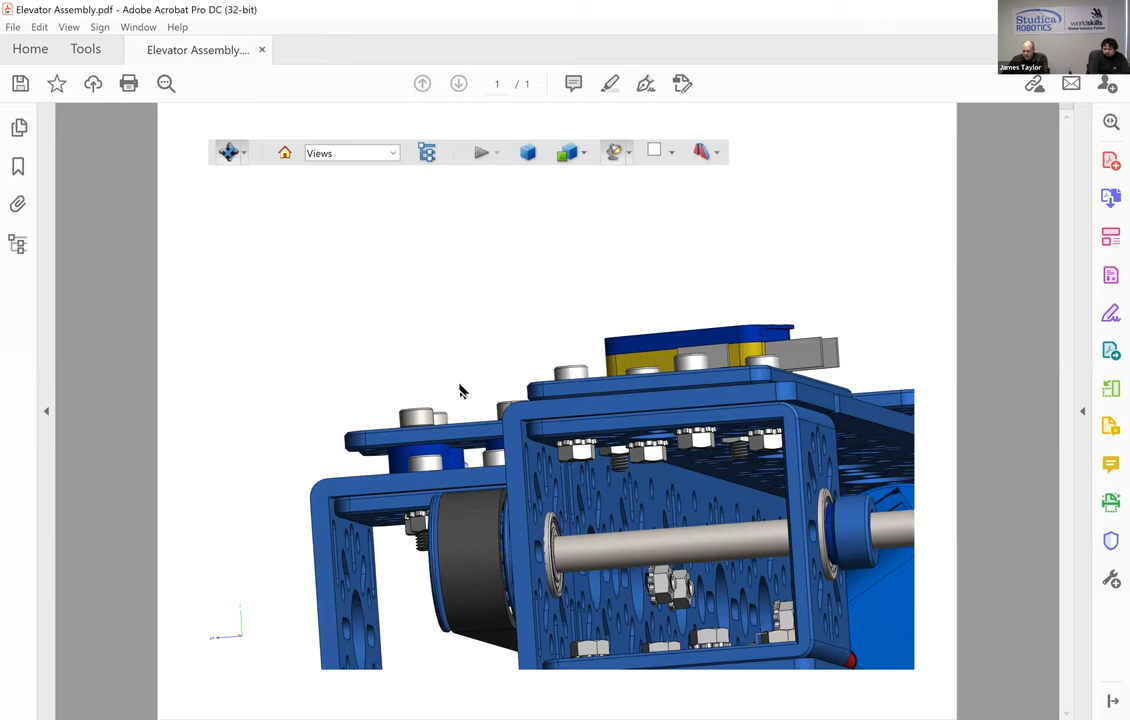 Elevator Assembly.pdf - Adobe Acrobat Pro DC (32-bit)
File Edit View Sign Window Help
Home Tools Elevator Assembly.... ×
1 / 1
Views
Studica
ROBOTICS
worldskills
Global Industry Partner
James Taylor